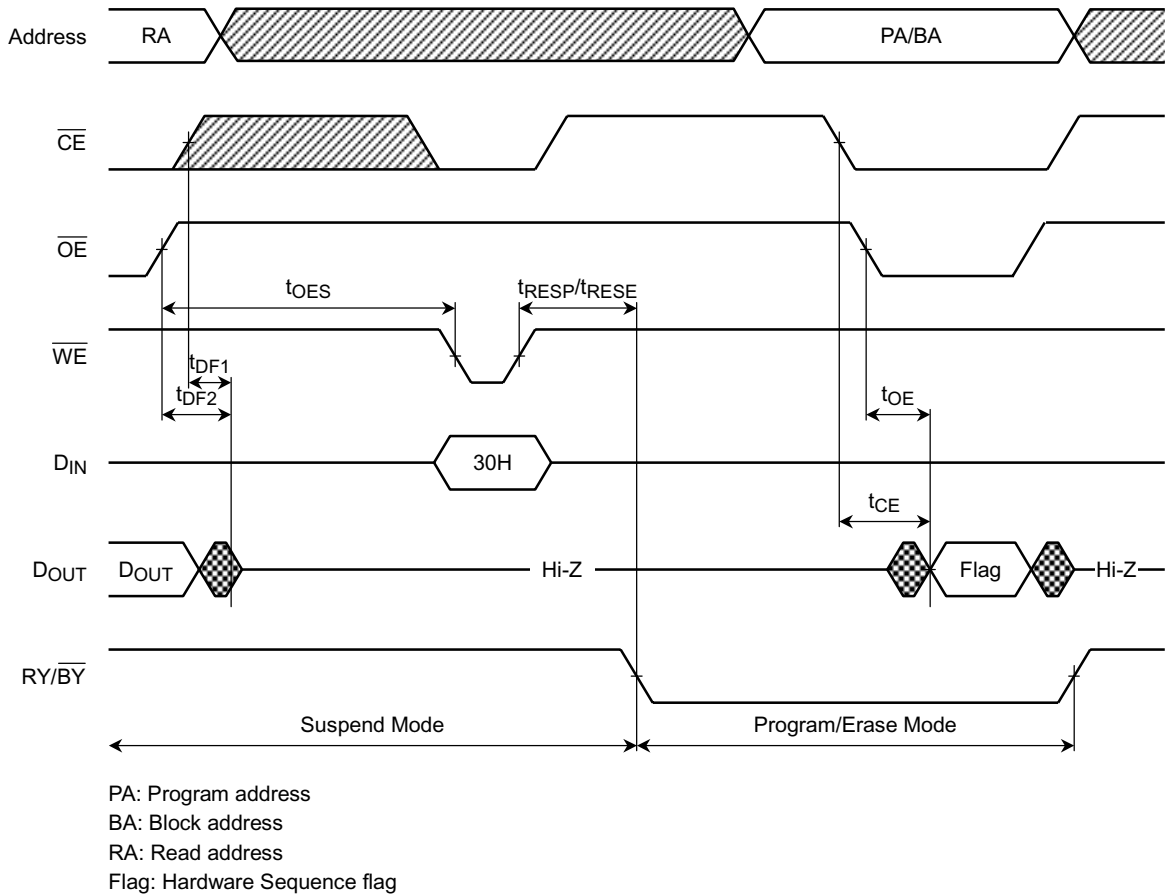 Address RA PA/BA
CE
OE
tOES tRESP/tRESE
WE
tDF1
tDF2 tOE
DIN 30H
tCE
DOUT DOUT Hi-Z Flag Hi-Z
RY/BY
Suspend Mode Program/Erase Mode
PA: Program address
BA: Block address
RA: Read address
Flag: Hardware Sequence flag